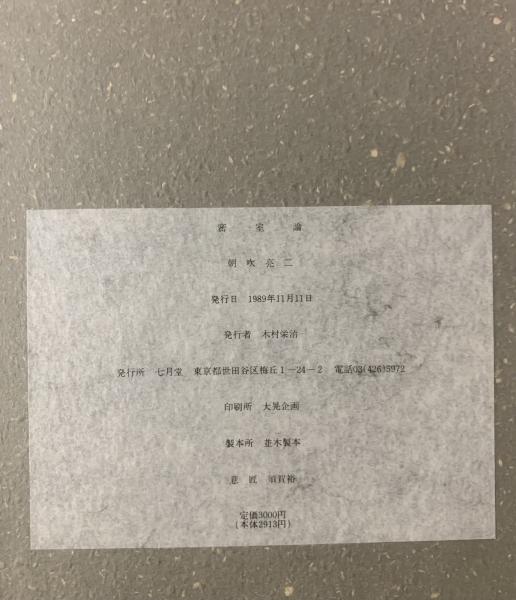 密室論
朝吹亮二
発行日 1989年11月11日
発行者 木村栄治
発行所 七月堂 東京都世田谷区梅丘1―24―2 電話03(426)5972
印刷所 大晃企画
製本所 並木製本
意匠 須賀裕
定価3000円
(本体2913円)